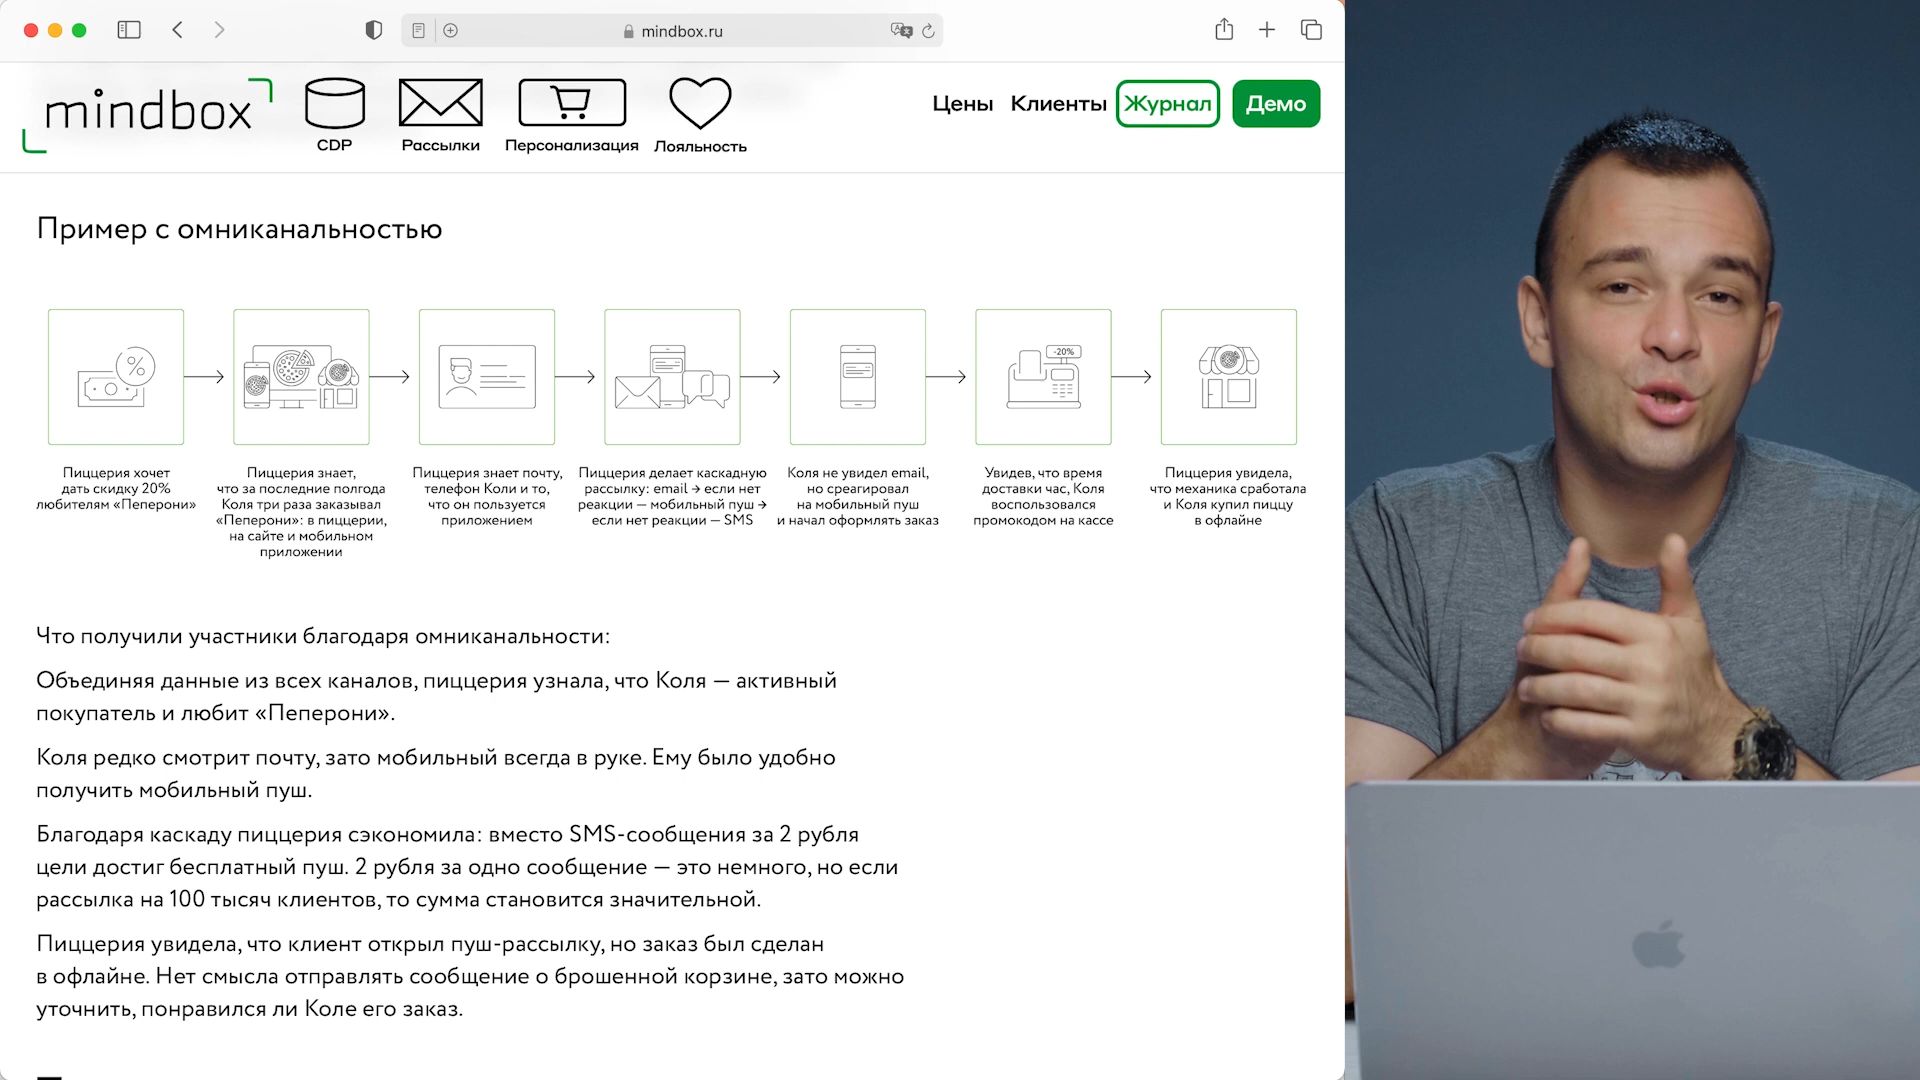 mindbox.ru
mindbox
CDP
Рассылки
Персонализация
Лояльность
Цены
Клиенты
Журнал
Демо
Пример с омниканальностью
%
-20%
Пиццерия хочет
дать скидку 20%
любителям «Пеперони»
Пиццерия знает,
что за последние полгода
Коля три раза заказывал
«Пеперони»: в пиццерии,
на сайте и мобильном
приложении
Пиццерия знает почту,
телефон Коли и то,
что он пользуется
приложением
Пиццерия делает каскадную
рассылку: email → если нет
реакции — мобильный пуш →
если нет реакции — SMS
Коля не увидел email,
но среагировал
на мобильный пуш
и начал оформлять заказ
Увидев, что время
доставки час, Коля
воспользовался
промокодом на кассе
Пиццерия увидела,
что механика сработала
и Коля купил пиццу
в офлайне
Что получили участники благодаря омниканальности:
Объединяя данные из всех каналов, пиццерия узнала, что Коля — активный
покупатель и любит «Пеперони».
Коля редко смотрит почту, зато мобильный всегда в руке. Ему было удобно
получить мобильный пуш.
Благодаря каскаду пиццерия сэкономила: вместо SMS-сообщения за 2 рубля
цели достиг бесплатный пуш. 2 рубля за одно сообщение — это немного, но если
рассылка на 100 тысяч клиентов, то сумма становится значительной.
Пиццерия увидела, что клиент открыл пуш-рассылку, но заказ был сделан
в офлайне. Нет смысла отправлять сообщение о брошенной корзине, зато можно
уточнить, понравился ли Коле его заказ.